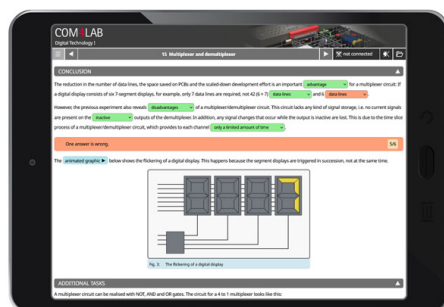 COM4LAB
Digital Technology I
15 Multiplexer and demultiplexer
not connected
CONCLUSION
The reduction in the number of data lines, the space saved on PCBs and the scaled-down development effort is an important advantage for a multiplexer circuit. If
a digital display consists of six 7-segment displays, for example, only 7 data lines are required, not 42 (6 × 7) data lines and 6 data lines.
However, the previous experiment also reveals disadvantages of a multiplexer/demultiplexer circuit. This circuit lacks any kind of signal storage, i.e. no current signals
are present on the inactive outputs of the demultiplexer. In addition, any signal changes that occur while the output is inactive are lost. This is due to the time slice
process of a multiplexer/demultiplexer circuit, which provides to each channel only a limited amount of time .
One answer is wrong. 5/6
The animated graphic below shows the flickering of a digital display. This happens because the segment displays are triggered in succession, not at the same time.
Fig. 3: The flickering of a digital display
ADDITIONAL TASKS
A multiplexer circuit can be realised with NOT, AND and OR gates. The circuit for a 4 to 1 multiplexer looks like this: